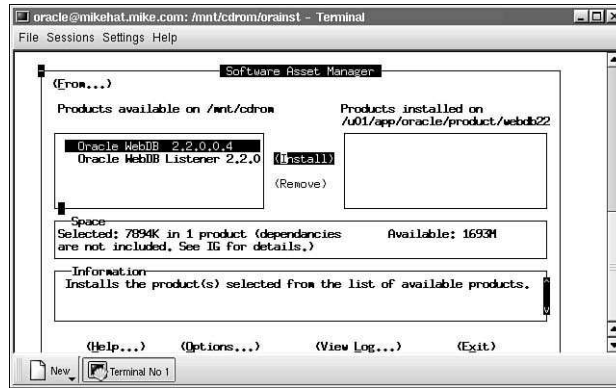 oracle@mikehat.mike.com: /mnt/cdrom/orainst - Terminal
File Sessions Settings Help
Software Asset Manager
(From...)
Products available on /mnt/cdrom
Products installed on
/u01/app/oracle/product/webdb22
Oracle WebDB 2.2.0.0.4
Oracle WebDB Listener 2.2.0
(Install)
(Remove)
Space
Selected: 7894K in 1 product (dependancies
are not included. See IG for details.)
Available: 1693M
Information
Installs the product(s) selected from the list of available products.
(Help...) (Options...) (View Log...) (Exit)
New Terminal No 1